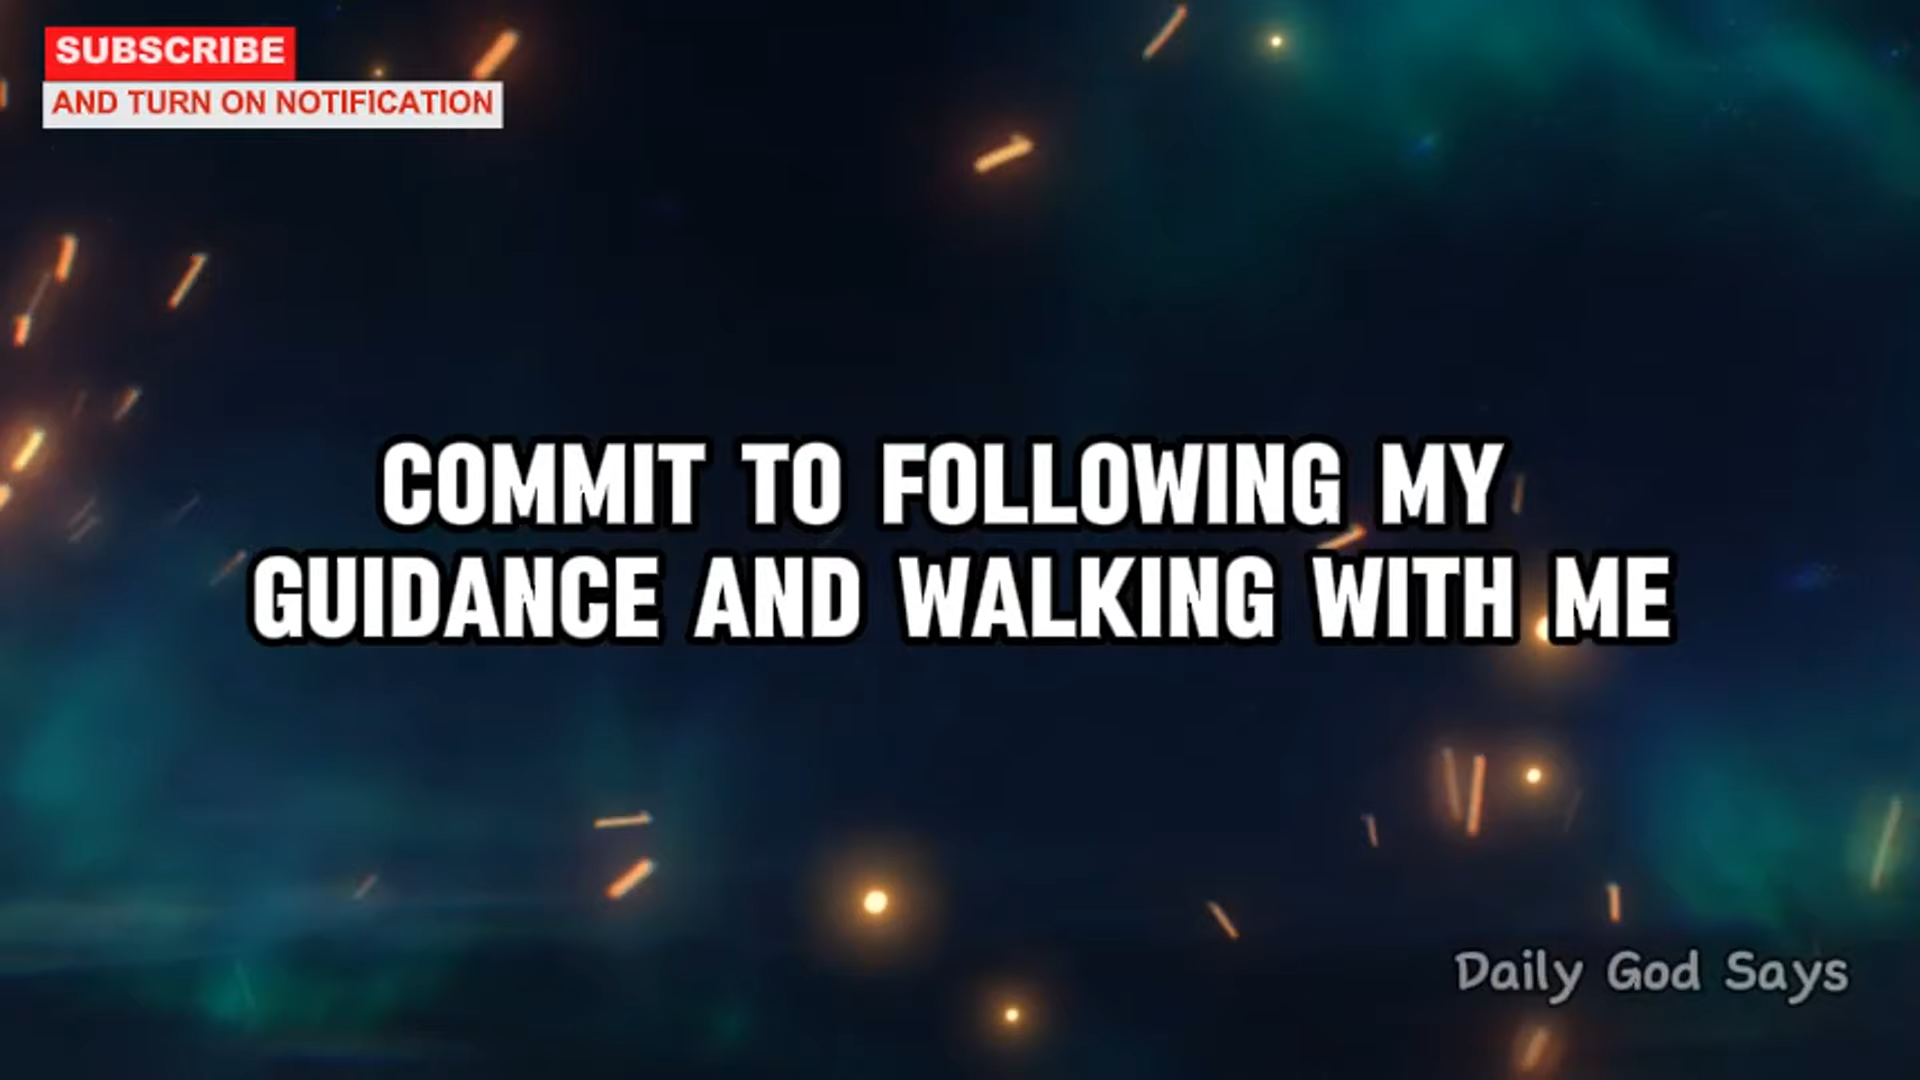 SUBSCRIBE
AND TURN ON NOTIFICATION
COMMIT TO FOLLOWING MY
GUIDANCE AND WALKING WITH ME
Daily God Says